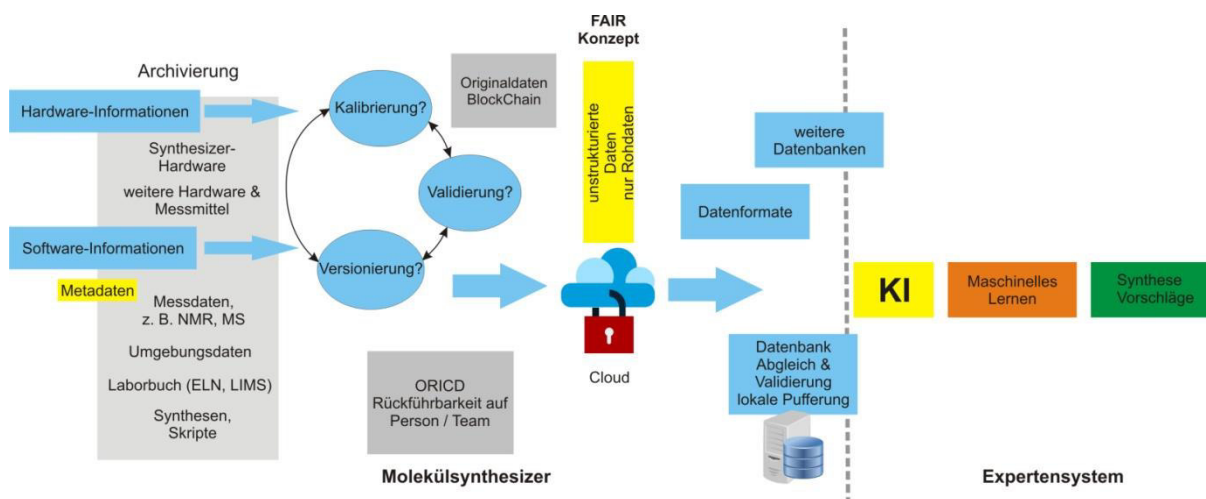 FAIR
Konzept
Archivierung
Hardware-Informationen
Synthesizer-
Hardware
weitere Hardware &
Messmittel
Software-Informationen
Metadaten
Messdaten,
z. B. NMR, MS
Umgebungsdaten
Laborbuch (ELN, LIMS)
Synthesen,
Skripte
Kalibrierung?
Validierung?
Versionierung?
Originaldaten
BlockChain
ORICD
Rückführbarkeit auf
Person / Team
Molekülsynthesizer
unstrukturierte
Daten
nur Rohdaten
Cloud
weitere
Datenbanken
Datenformate
Datenbank
Abgleich &
Validierung
lokale Pufferung
KI
Maschinelles
Lernen
Synthese
Vorschläge
Expertensystem